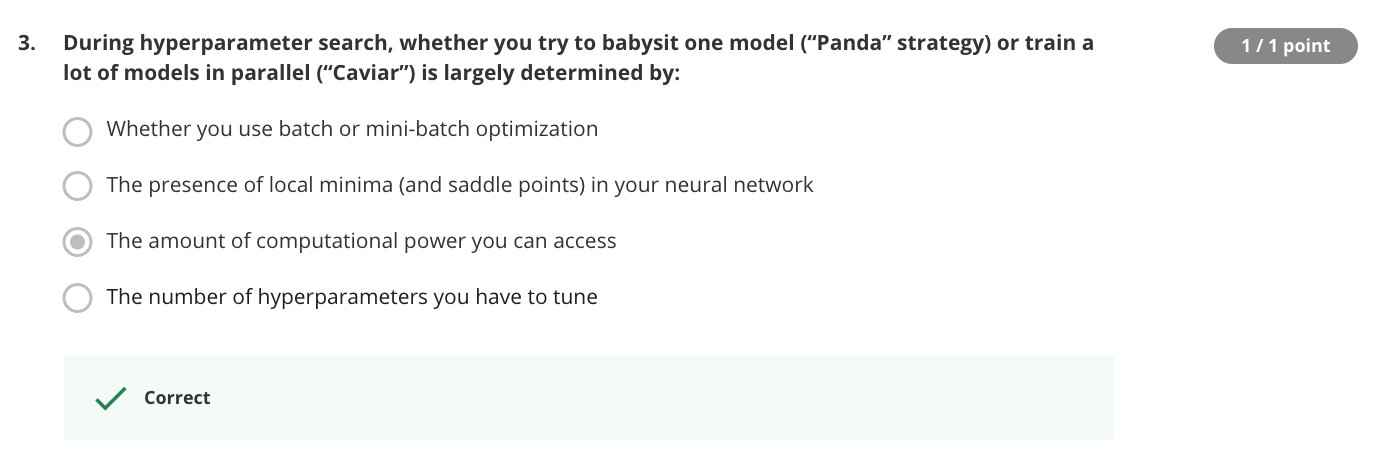 3. During hyperparameter search, whether you try to babysit one model (“Panda” strategy) or train a
lot of models in parallel (“Caviar”) is largely determined by:
1 / 1 point
Whether you use batch or mini-batch optimization
The presence of local minima (and saddle points) in your neural network
The amount of computational power you can access
The number of hyperparameters you have to tune
Correct